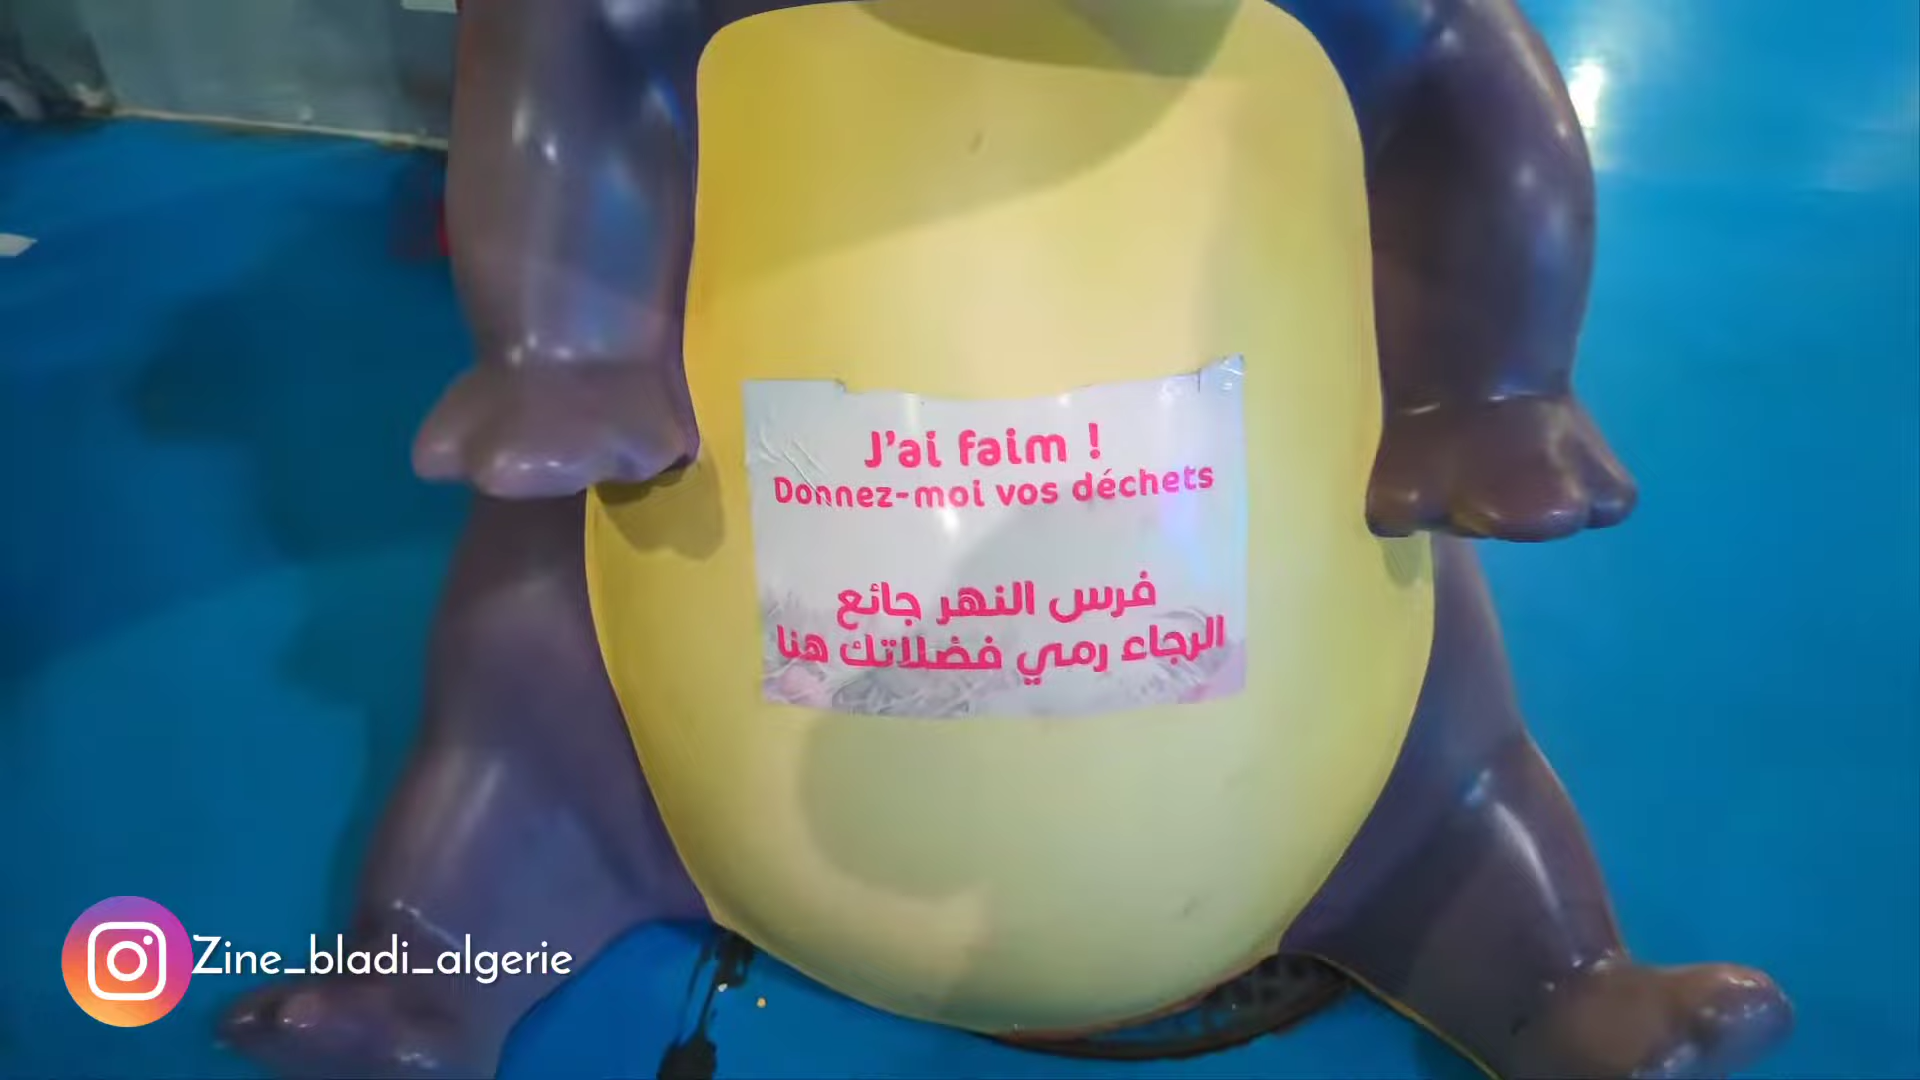 J'ai faim !
Donnez-moi vos déchets
فرس النهر جائع
الرجاء رمي فضلاتك هنا
Zine_bladi_algerie